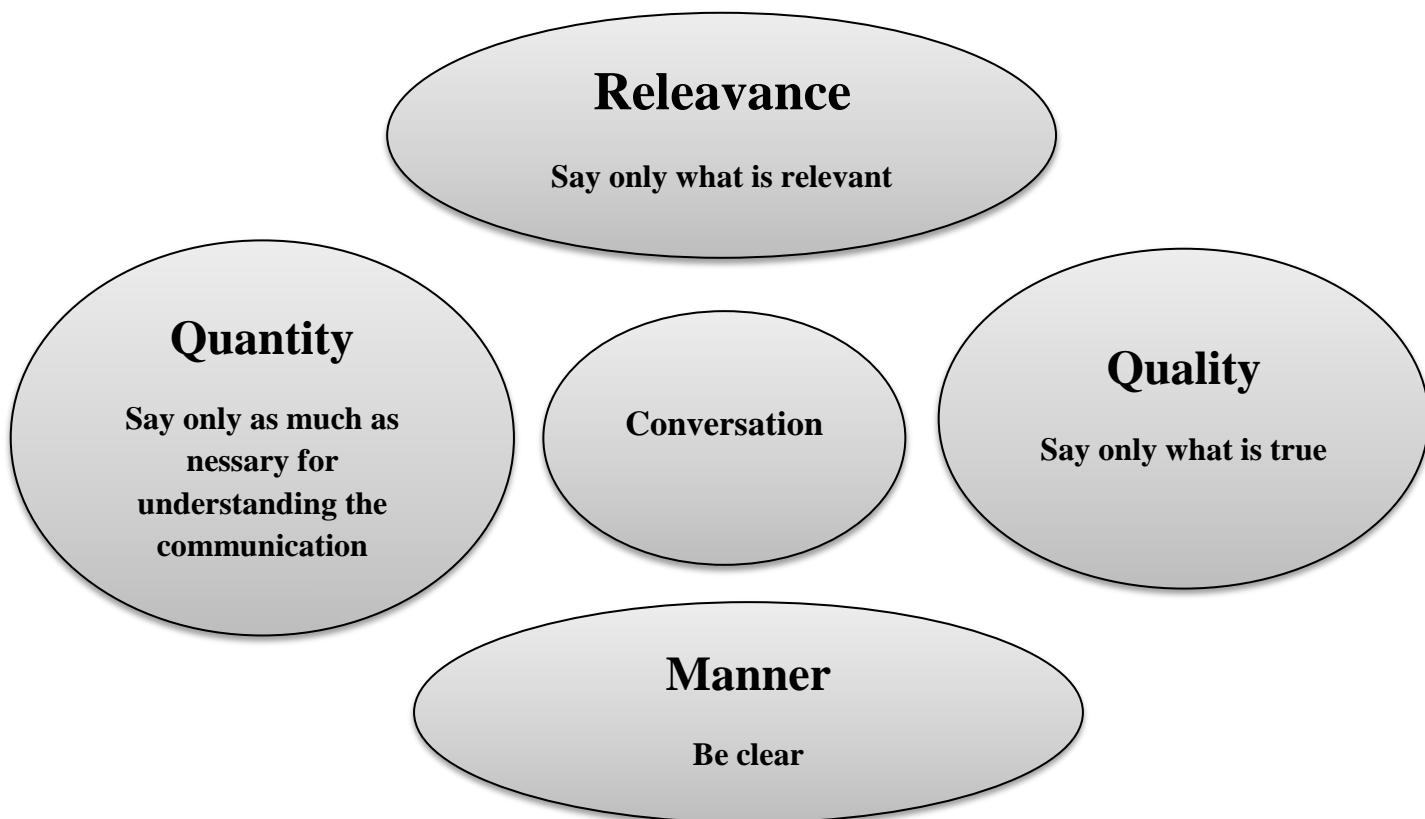 Releavance
Say only what is relevant
Quantity
Say only as much as
nessary for
understanding the
communication
Conversation
Quality
Say only what is true
Manner
Be clear